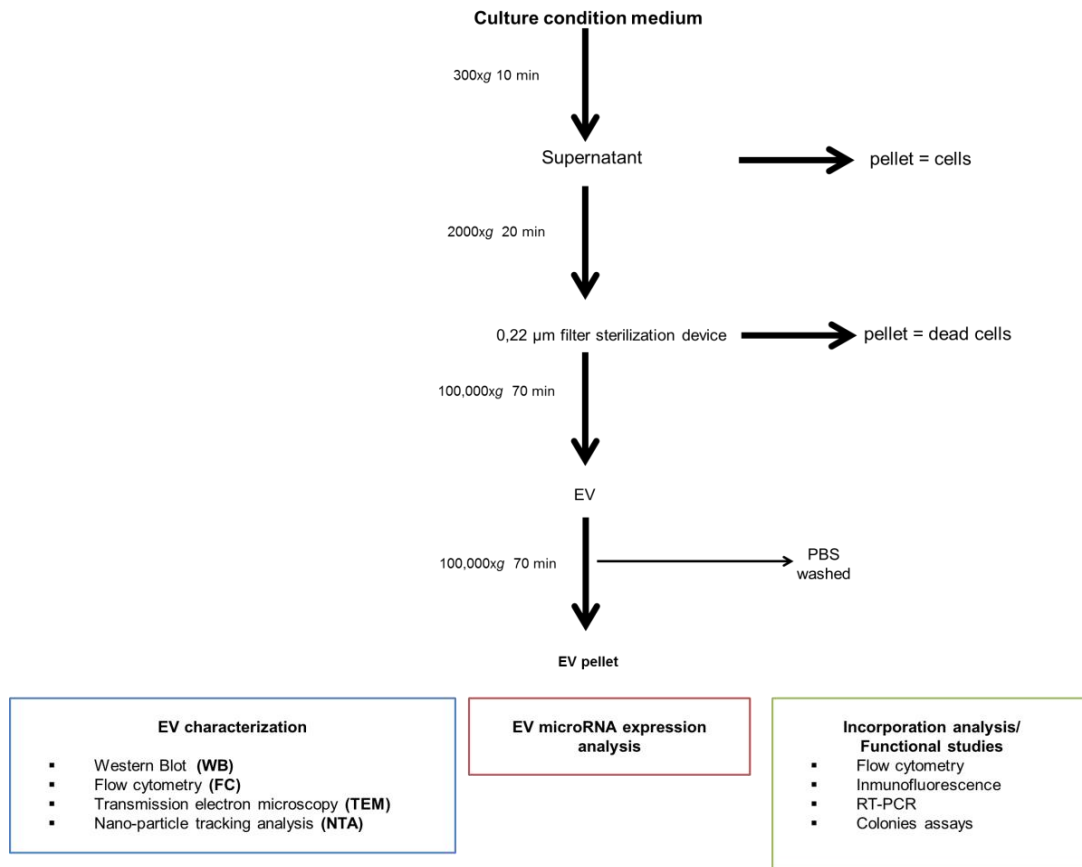 Culture condition medium
300xg 10 min
Supernatant
pellet = cells
2000xg 20 min
0,22 µm filter sterilization device
pellet = dead cells
100,000xg 70 min
EV
100,000xg 70 min
PBS
washed
EV pellet
EV characterization
▪ Western Blot (WB)
▪ Flow cytometry (FC)
▪ Transmission electron microscopy (TEM)
▪ Nano-particle tracking analysis (NTA)
EV microRNA expression
analysis
Incorporation analysis/
Functional studies
▪ Flow cytometry
▪ Inmunofluorescence
▪ RT-PCR
▪ Colonies assays